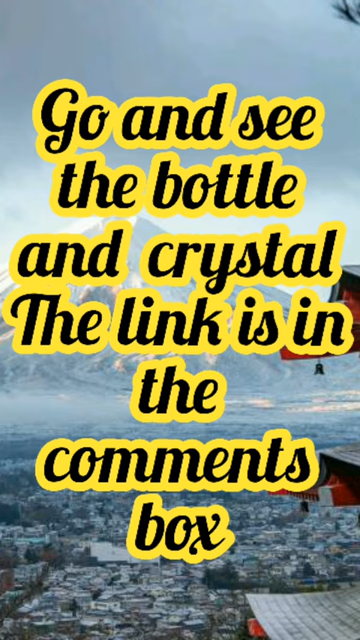 Go and see
the bottle
and crystal
The link is in
the
comments
box